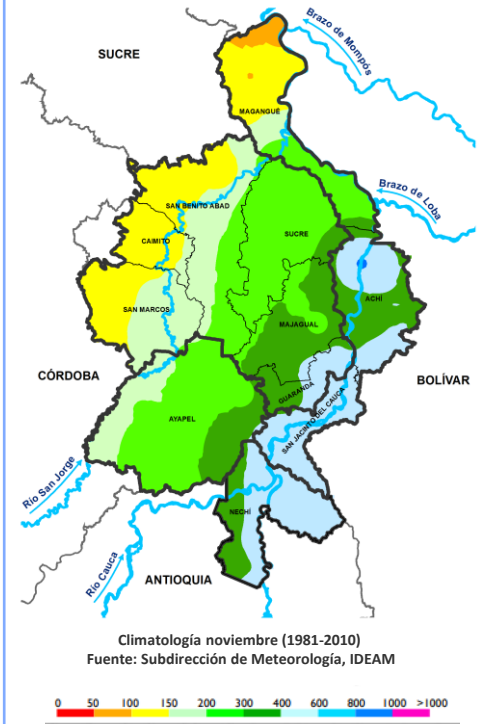 SUCRE
Brazo de Mompós
MAGANGUÉ
Brazo de Loba
SAN BENITO ABAD
SUCRE
CAIMITO
ACHÍ
SAN MARCOS
MAJAGUAL
CÓRDOBA
BOLÍVAR
GUARANDA
AYAPEL
SAN JACINTO DEL CAUCA
Río San Jorge
NECHÍ
Río Cauca
ANTIOQUIA
Climatología noviembre (1981-2010)
Fuente: Subdirección de Meteorología, IDEAM
0 50 100 150 200 300 400 600 800 1000 >1000